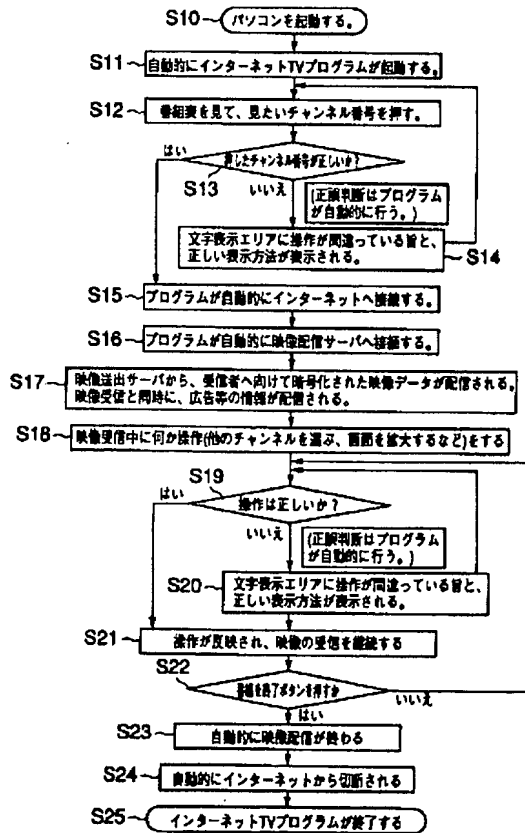 S10 パソコンを起動する。
S11 自動的にインターネットTVプログラムが起動する。
S12 番組表を見て、見たいチャンネル番号を押す。
はい 押したチャンネル番号が正しいか?
S13 いいえ
(正誤判断はプログラム
が自動的に行う。)
文字表示エリアに操作が間違っている旨と、
正しい表示方法が表示される。 S14
S15 プログラムが自動的にインターネットへ接続する。
S16 プログラムが自動的に映像配信サーバへ接続する。
S17 映像送出サーバから、受信者へ向けて暗号化された映像データが配信される。
映像受信と同時に、広告等の情報が配信される。
S18 映像受信中に何か操作(他のチャンネルを選ぶ、画面を拡大するなど)をする
S19
はい 操作は正しいか?
いいえ
(正誤判断はプログラム
が自動的に行う。)
S20 文字表示エリアに操作が間違っている旨と、
正しい表示方法が表示される。
S21 操作が反映され、映像の受信を継続する
S22 番組を終了ボタンを押すか いいえ
はい
S23 自動的に映像配信が終わる
S24 自動的にインターネットから切断される
S25 インターネットTVプログラムが終了する